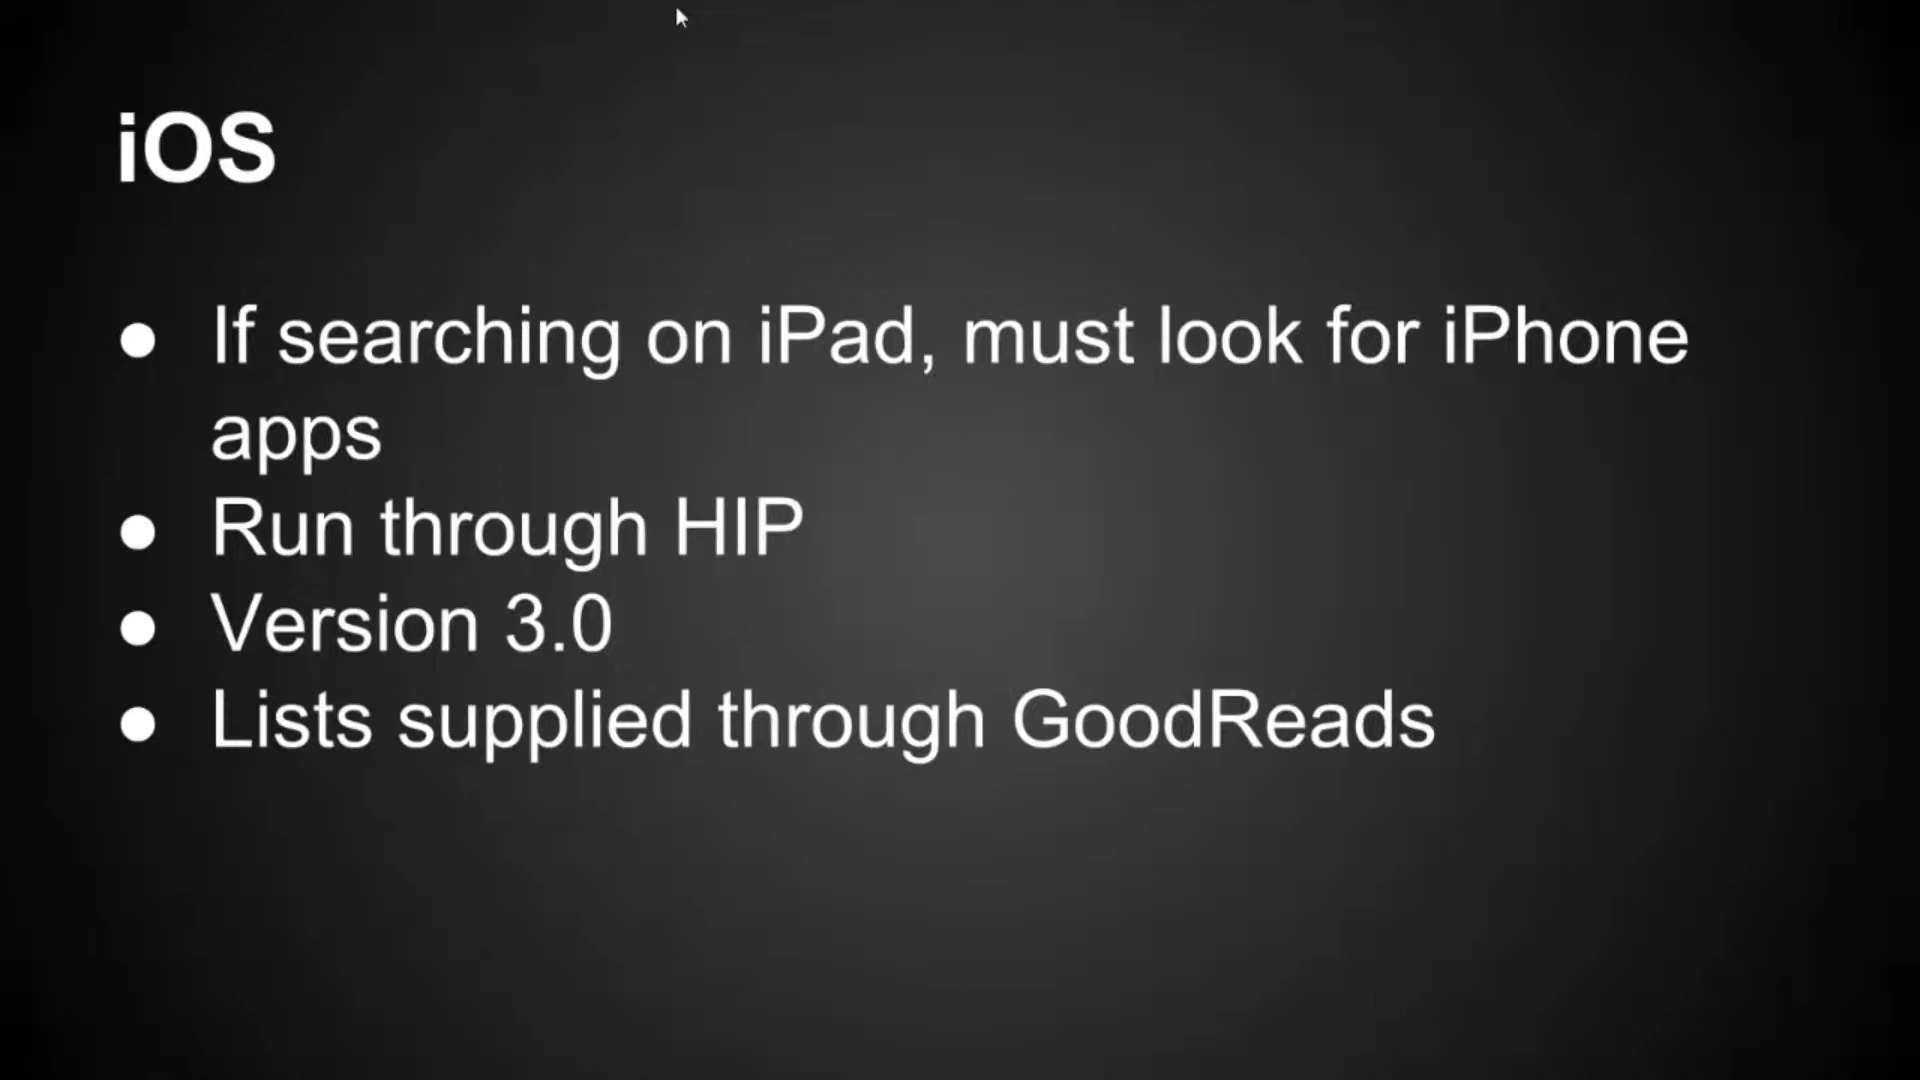 iOS
● If searching on iPad, must look for iPhone
apps
● Run through HIP
● Version 3.0
● Lists supplied through GoodReads